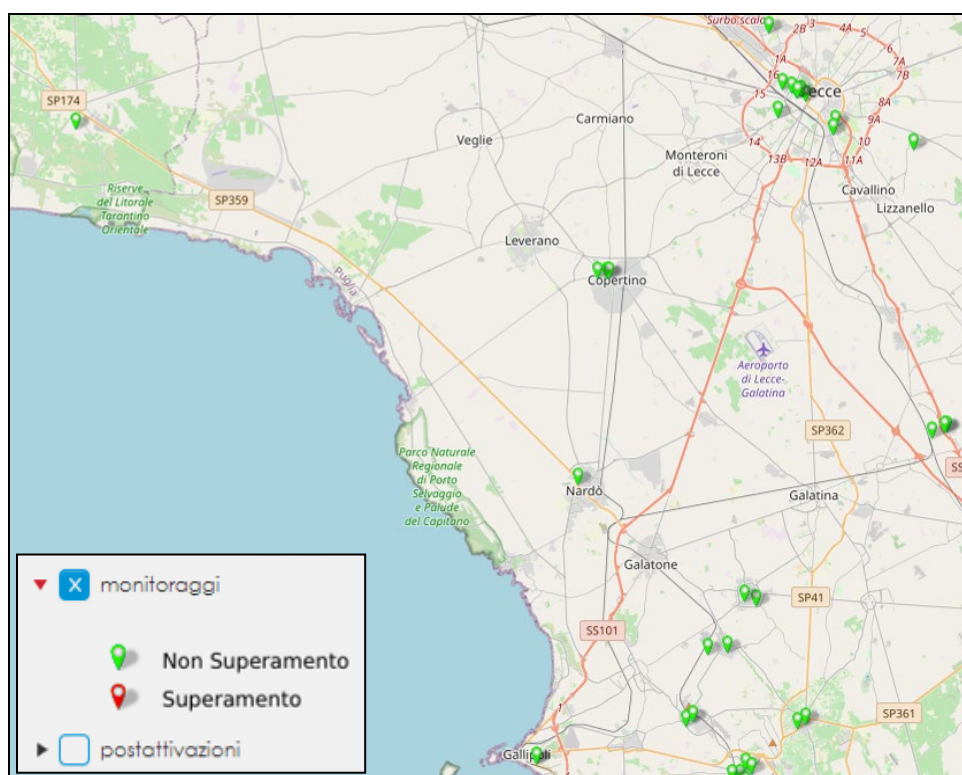 Surbo scalo
2B
3A
4A
5
6
7A
7B
8A
9A
10
11A
12A
13B
14
15
16
1A
Lecce
SP174
Veglie
Carmiano
Monteroni
di Lecce
Cavallino
Lizzanello
Riserve
del Litorale
Tarantino
Orientale
SP359
Leverano
Puglia
Copertino
Aeroporto
di Lecce-
Galatina
SP362
SS
Parco Naturale
Regionale
di Porto
Selvaggio
e Palude
del Capitano
Nardò
Galatina
Galatone
SP41
SS101
SP361
Gallipoli
monitoraggi
Non Superamento
Superamento
postattivazioni